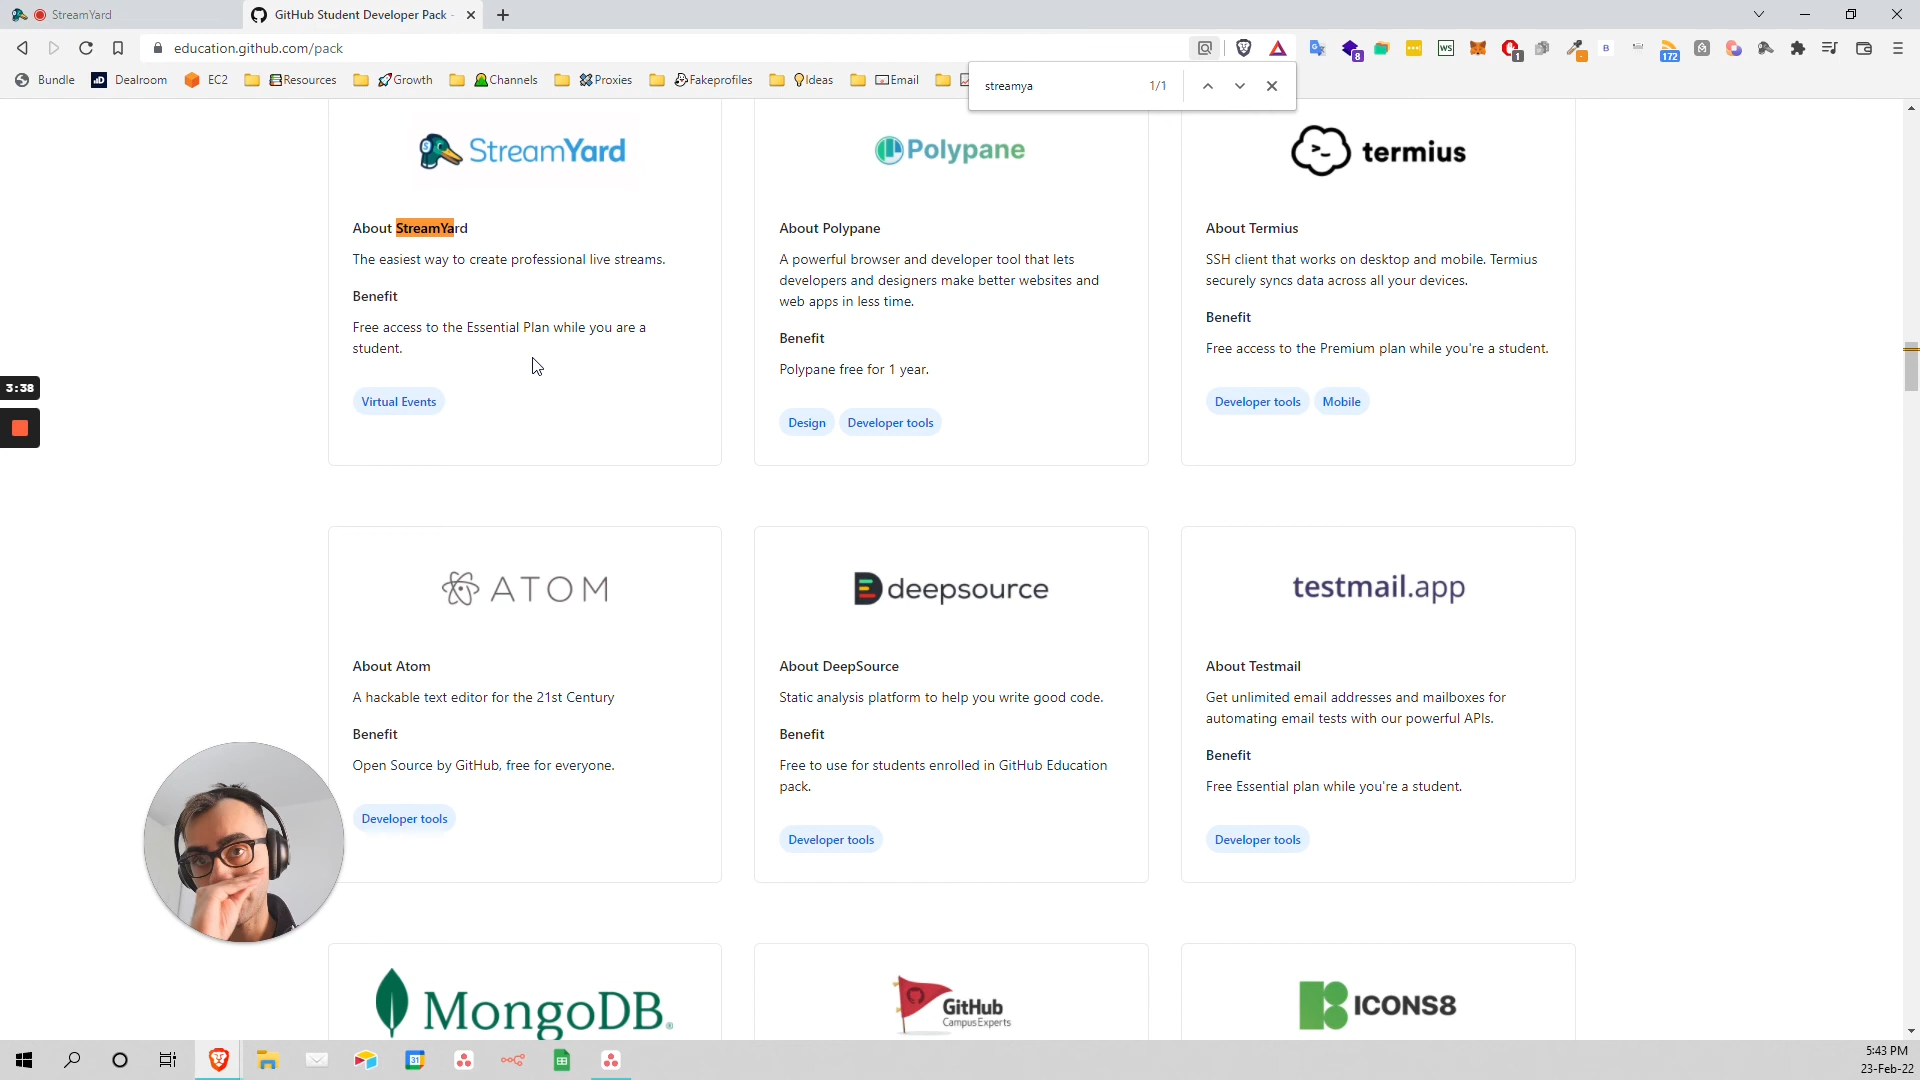 StreamYard
GitHub Student Developer Pack -
education.github.com/pack
WS
8
1
B
172
Bundle
Dealroom
EC2
Resources
Growth
Channels
Proxies
Fakeprofiles
Ideas
Email
streamya
1/1
StreamYard
About StreamYard
The easiest way to create professional live streams.
Benefit
Free access to the Essential Plan while you are a
student.
Virtual Events
Polypane
About Polypane
A powerful browser and developer tool that lets
developers and designers make better websites and
web apps in less time.
Benefit
Polypane free for 1 year.
Design
Developer tools
termius
About Termius
SSH client that works on desktop and mobile. Termius
securely syncs data across all your devices.
Benefit
Free access to the Premium plan while you're a student.
Developer tools
Mobile
3:38
ATOM
About Atom
A hackable text editor for the 21st Century
Benefit
Open Source by GitHub, free for everyone.
Developer tools
deepsource
About DeepSource
Static analysis platform to help you write good code.
Benefit
Free to use for students enrolled in GitHub Education
pack.
Developer tools
testmail.app
About Testmail
Get unlimited email addresses and mailboxes for
automating email tests with our powerful APIs.
Benefit
Free Essential plan while you're a student.
Developer tools
MongoDB.
GitHub
Campus Experts
ICONS8
31
5:43 PM
23-Feb-22